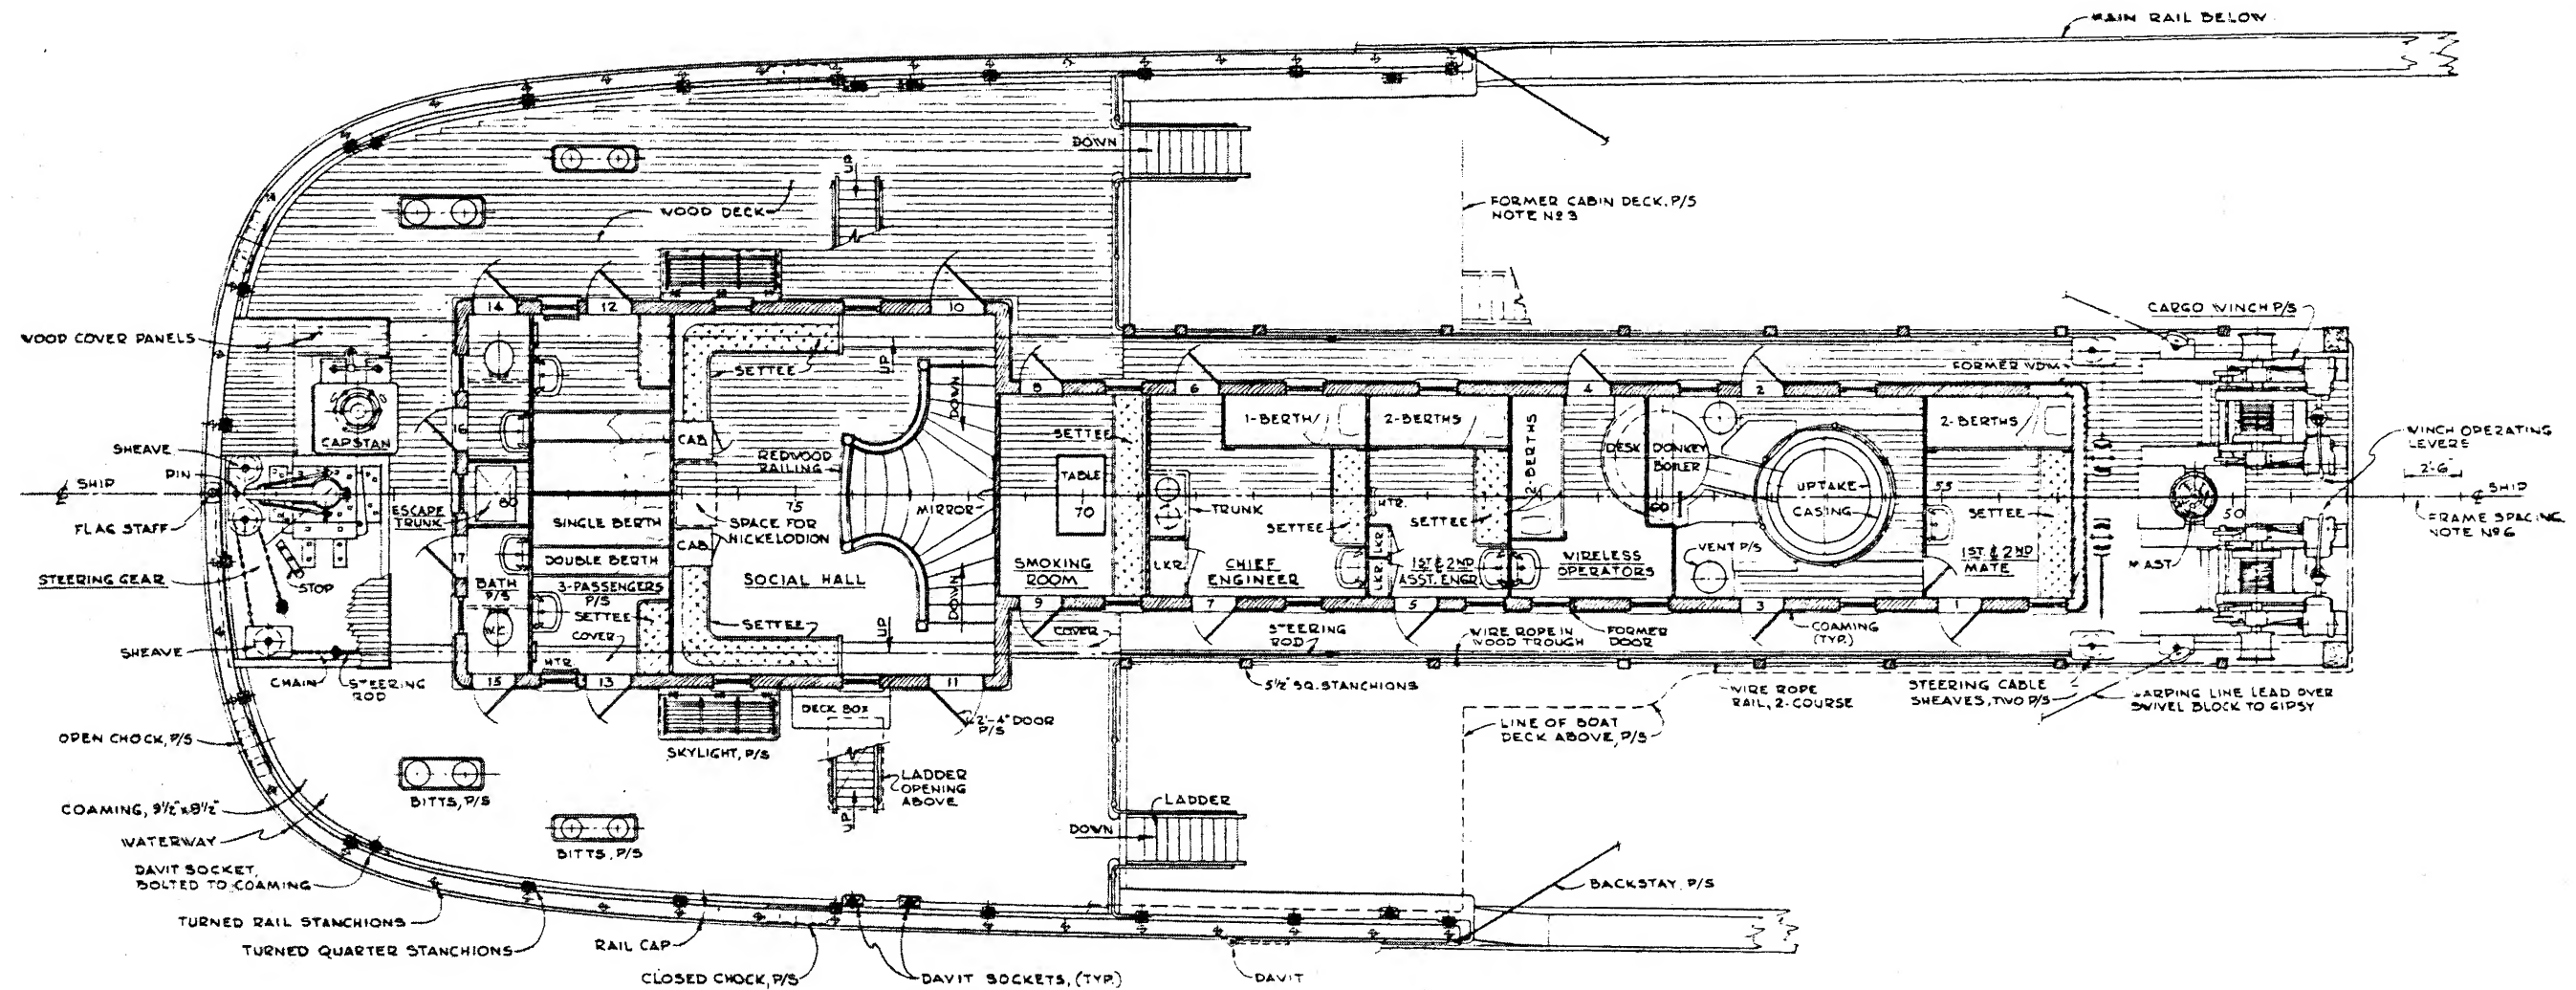 MAIN RAIL BELOW
DOWN
UP
WOOD DECK
FORMER CABIN DECK, P/S
NOTE Nº 3
14
12
10
CARGO WINCH P/S
WOOD COVER PANELS
UP
SETTEE
DOWN
8
6
4
2
FORMER WDW.
CAPSTAN
16
CAB.
REDWOOD
RAILING
SETTEE
1-BERTH
2-BERTHS
2-BERTHS
DESK
DONKEY
BOILER
2-BERTHS
WINCH OPERATING
LEVERS
2'-6"
SHEAVE
PIN
℄ SHIP
FLAG STAFF
ESCAPE
TRUNK
80
SINGLE BERTH
75
SPACE FOR
NICKELODION
MIRROR
TABLE
70
TRUNK
SETTEE
HTR.
SETTEE
60
UPTAKE
CASING
55
SETTEE
50
℄ SHIP
FRAME SPACING
NOTE Nº 6
MAST
STEERING GEAR
STOP
17
BATH
P/S
DOUBLE BERTH
3-PASSENGERS
P/S
SETTEE
CAB.
SOCIAL HALL
DOWN
SMOKING
ROOM
LKR.
CHIEF
ENGINEER
LKR.
LKR.
1ST & 2ND
ASST. ENGR.
WIRELESS
OPERATORS
VENT P/S
1ST & 2ND
MATE
W.C.
COVER
SETTEE
UP
9
7
5
3
1
SHEAVE
HTR.
COVER
STEERING
ROD
WIRE ROPE IN
WOOD TROUGH
FORMER
DOOR
COAMING
(TYP.)
CHAIN
STEERING
ROD
15
13
11
5½" SQ. STANCHIONS
WIRE ROPE
RAIL, 2-COURSE
STEERING CABLE
SHEAVES, TWO P/S
WARPING LINE LEAD OVER
SWIVEL BLOCK TO GIPSY
DECK BOX
2'-4" DOOR
P/S
LINE OF BOAT
DECK ABOVE, P/S
OPEN CHOCK, P/S
SKYLIGHT, P/S
BITTS, P/S
LADDER
OPENING
ABOVE
UP
LADDER
DOWN
COAMING, 9½" x 8½"
WATERWAY
BITTS, P/S
DAVIT SOCKET,
BOLTED TO COAMING
BACKSTAY, P/S
TURNED RAIL STANCHIONS
TURNED QUARTER STANCHIONS
RAIL CAP
CLOSED CHOCK, P/S
DAVIT SOCKETS, (TYP.)
DAVIT